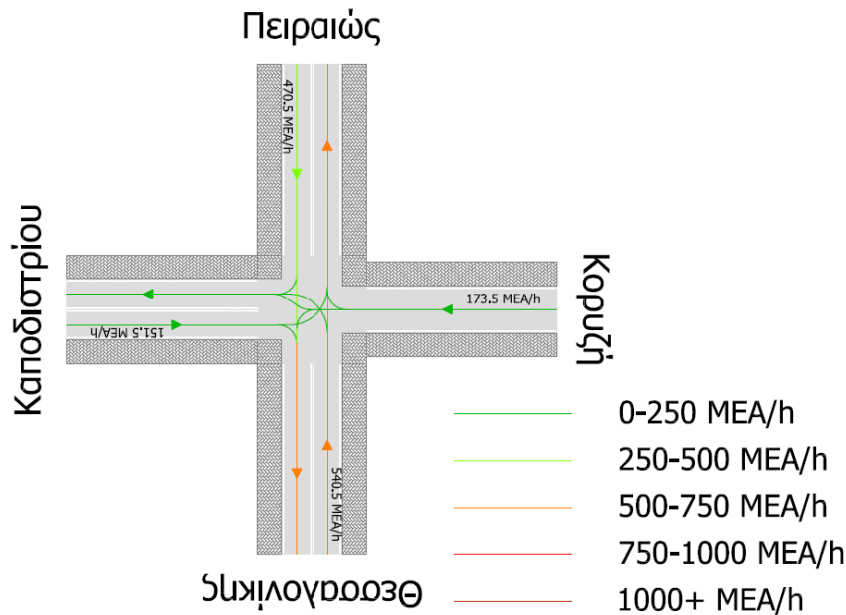 Πειραιώς
470.5 ΜΕΑ/h
Καποδιστρίου
Κορυζή
173.5 ΜΕΑ/h
151.5 ΜΕΑ/h
540.5 ΜΕΑ/h
Θεσσαλονίκης
0-250 ΜΕΑ/h
250-500 ΜΕΑ/h
500-750 ΜΕΑ/h
750-1000 ΜΕΑ/h
1000+ ΜΕΑ/h